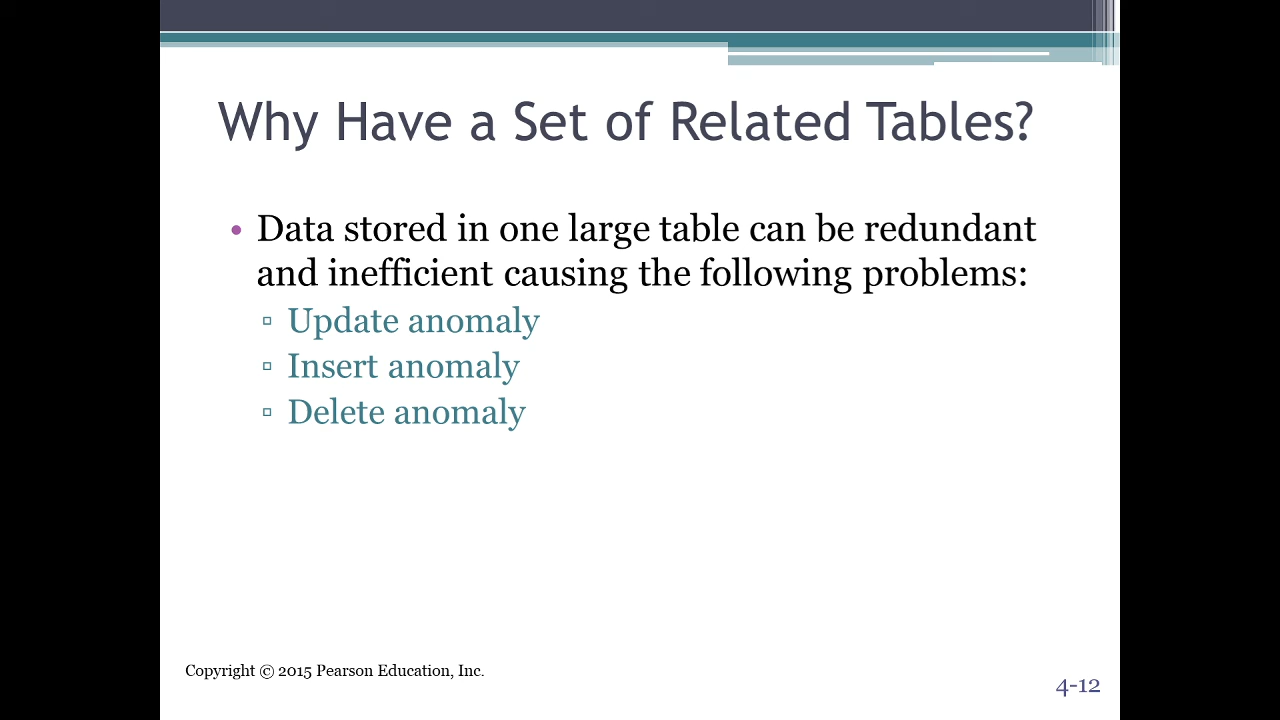 Why Have a Set of Related Tables?
• Data stored in one large table can be redundant
and inefficient causing the following problems:
▫ Update anomaly
▫ Insert anomaly
▫ Delete anomaly
Copyright © 2015 Pearson Education, Inc.
4-12